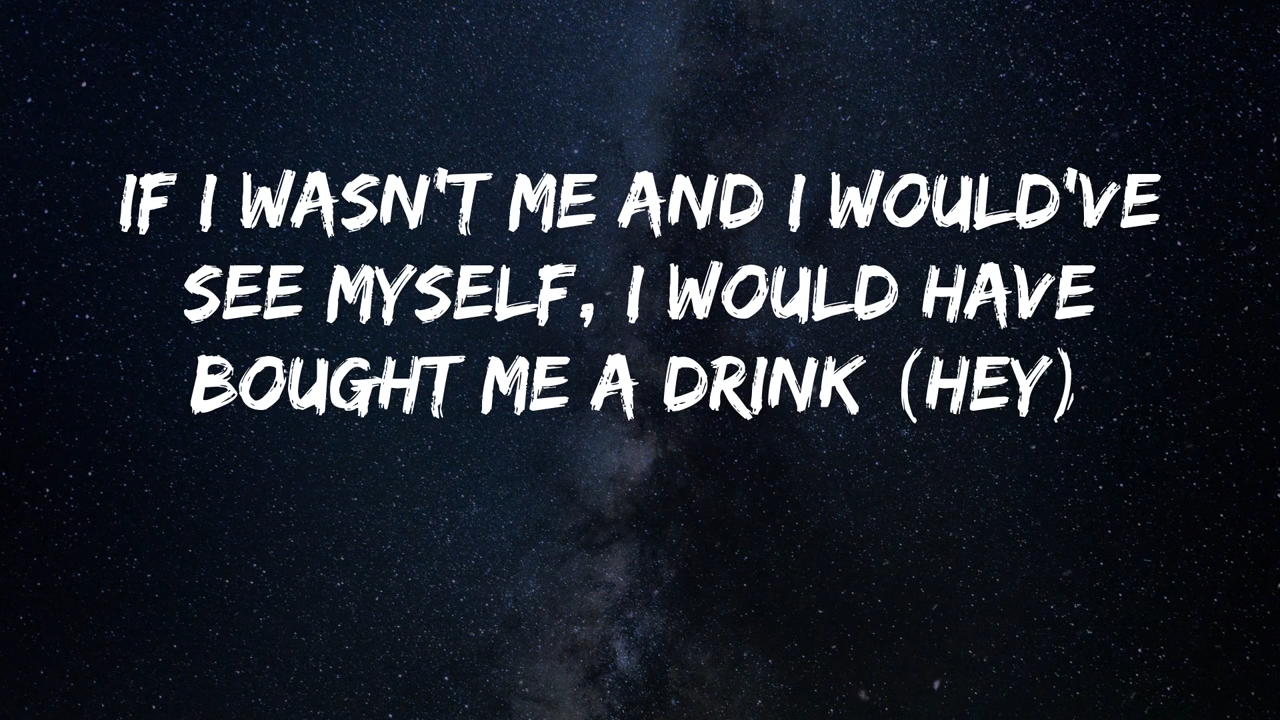 IF I WASN'T ME AND I WOULD'VE
SEE MYSELF, I WOULD HAVE
BOUGHT ME A DRINK (HEY)